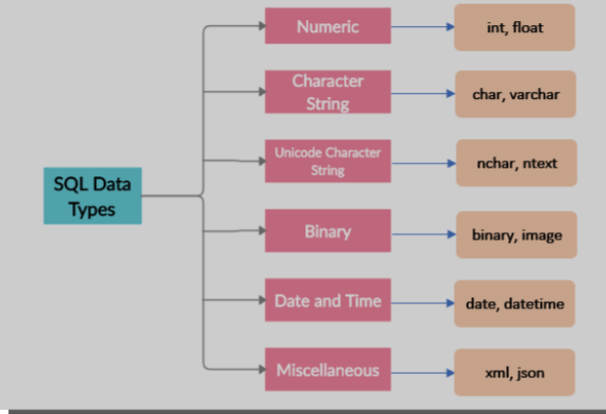 Numeric
int, float
Character
String
char, varchar
Unicode Character
String
nchar, ntext
SQL Data
Types
Binary
binary, image
Date and Time
date, datetime
Miscellaneous
xml, json